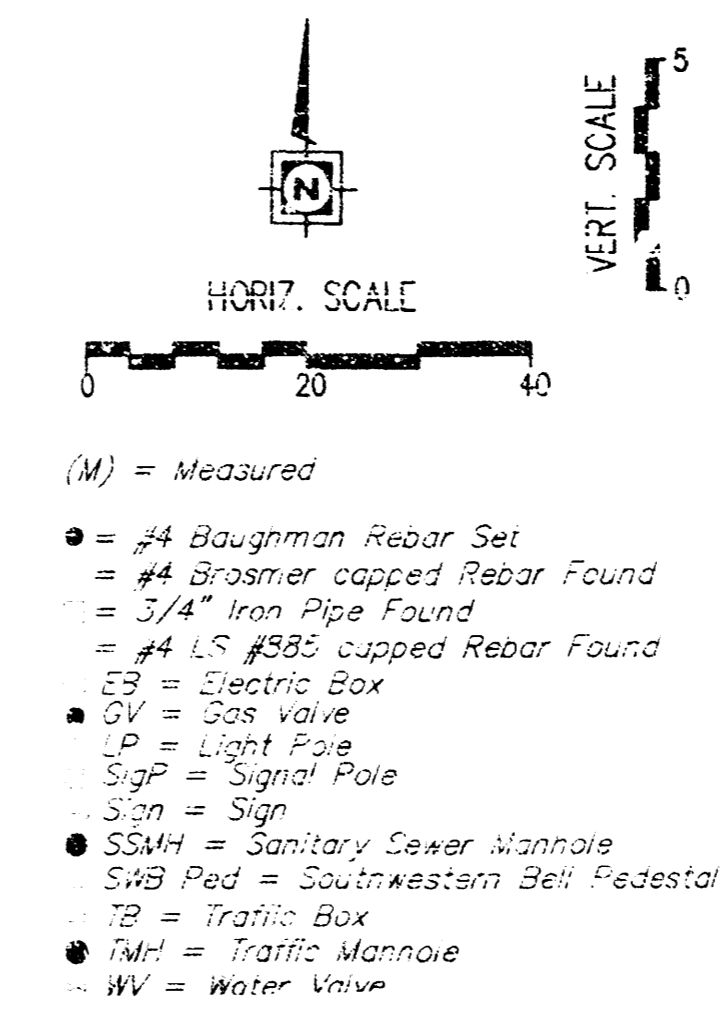 N
5
VERT. SCALE
0
HORIZ. SCALE
0 20 40
(M) = Measured
= #4 Baughman Rebar Set
= #4 Brosmer capped Rebar Found
= 3/4" Iron Pipe Found
= #4 LS #885 capped Rebar Found
EB = Electric Box
GV = Gas Valve
LP = Light Pole
SigP = Signal Pole
Sign = Sign
SSMH = Sanitary Sewer Manhole
SWB Ped = Southwestern Bell Pedestal
TB = Traffic Box
TMH = Traffic Manhole
WV = Water Valve